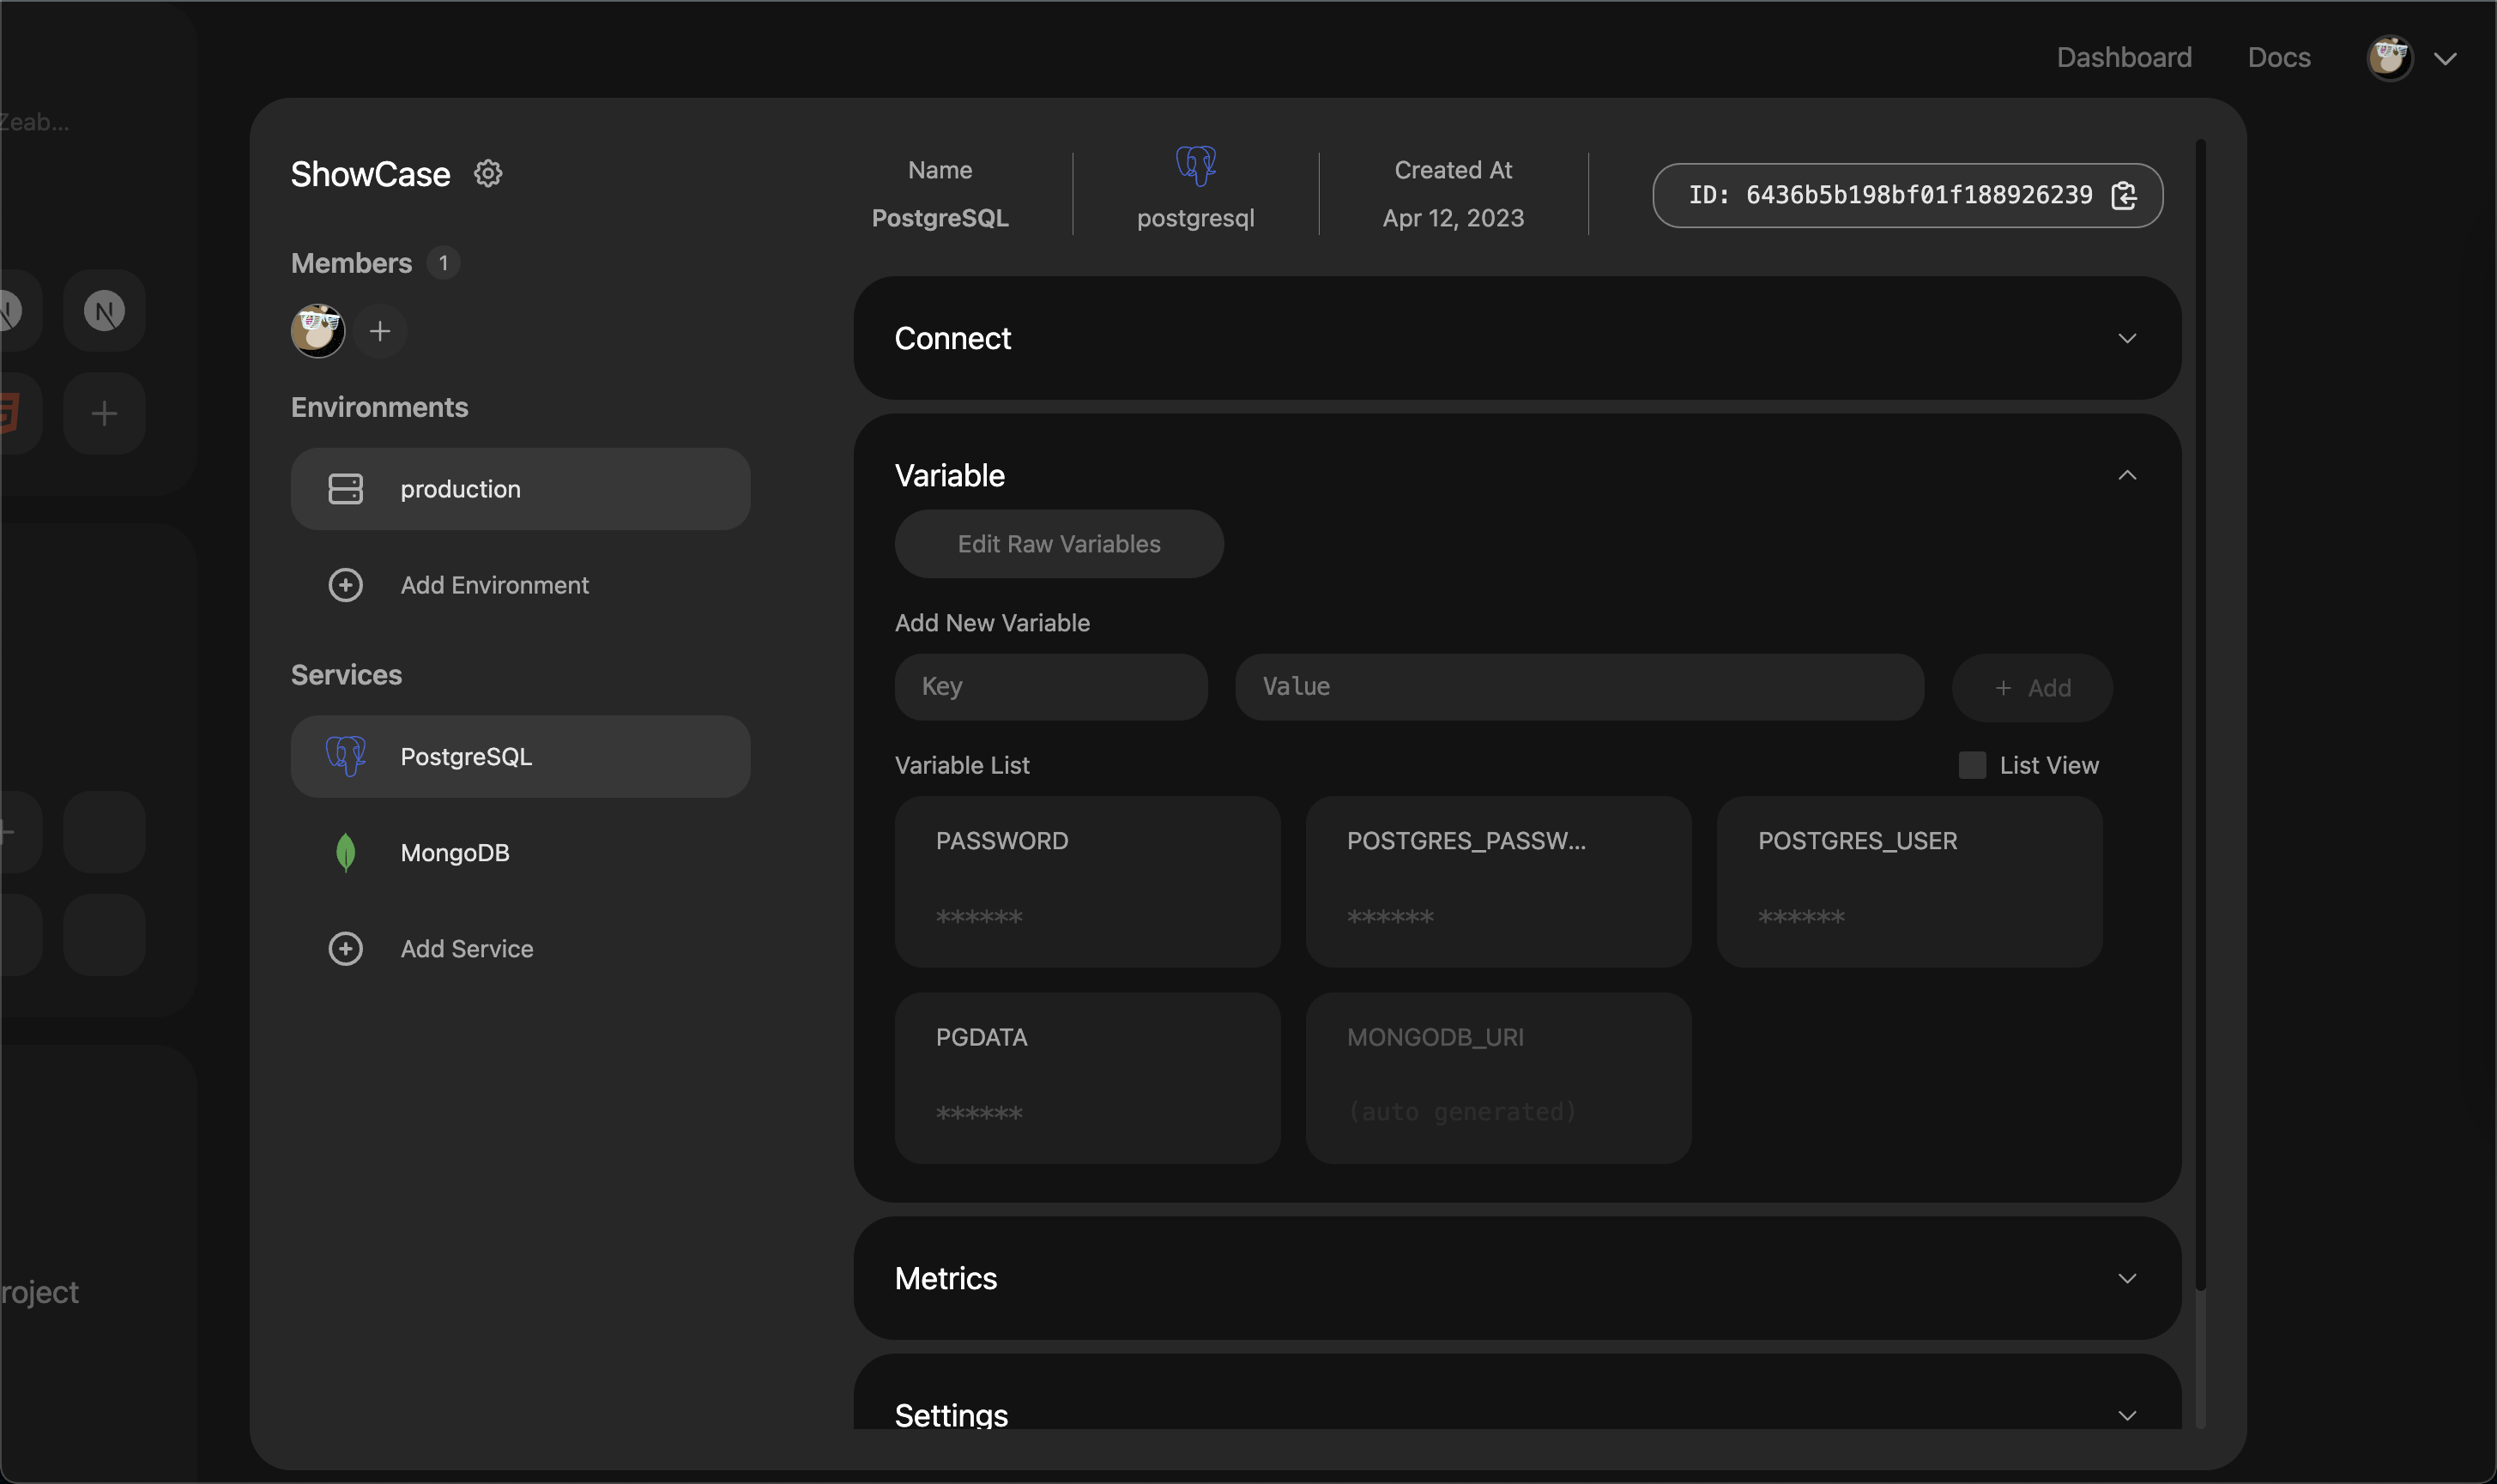 Dashboard
Docs
Zeab...
ShowCase
Members 1
Environments
production
Add Environment
Services
PostgreSQL
MongoDB
Add Service
roject
Name
PostgreSQL
postgresql
Created At
Apr 12, 2023
ID: 6436b5b198bf01f188926239
Connect
Variable
Edit Raw Variables
Add New Variable
Key
Value
+ Add
Variable List
List View
PASSWORD
******
POSTGRES_PASSW...
******
POSTGRES_USER
******
PGDATA
******
MONGODB_URI
(auto generated)
Metrics
Settings